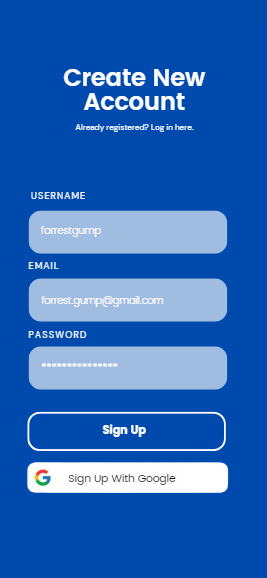 Create New
Account
Already registered? Log in here.
USERNAME
forrestgump
EMAIL
forrest.gump@gmail.com
PASSWORD
***************
Sign Up
Sign Up With Google